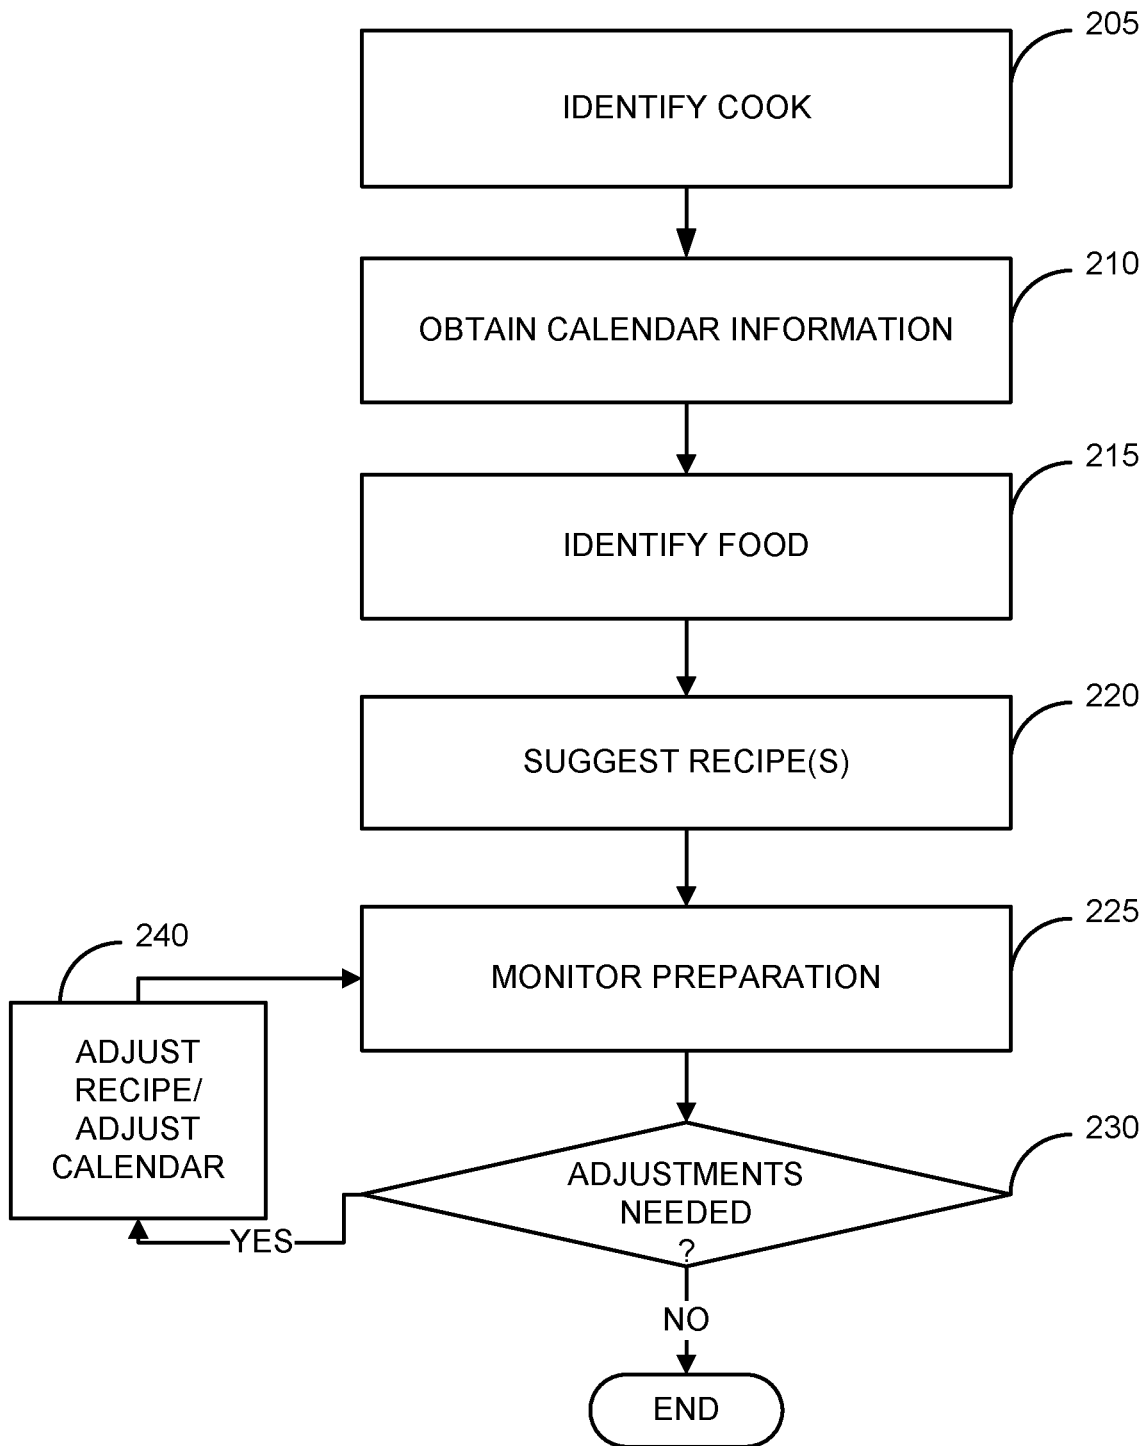 205
IDENTIFY COOK
210
OBTAIN CALENDAR INFORMATION
215
IDENTIFY FOOD
220
SUGGEST RECIPE(S)
225
MONITOR PREPARATION
240
ADJUST
RECIPE/
ADJUST
CALENDAR
230
ADJUSTMENTS
NEEDED
?
YES
NO
END